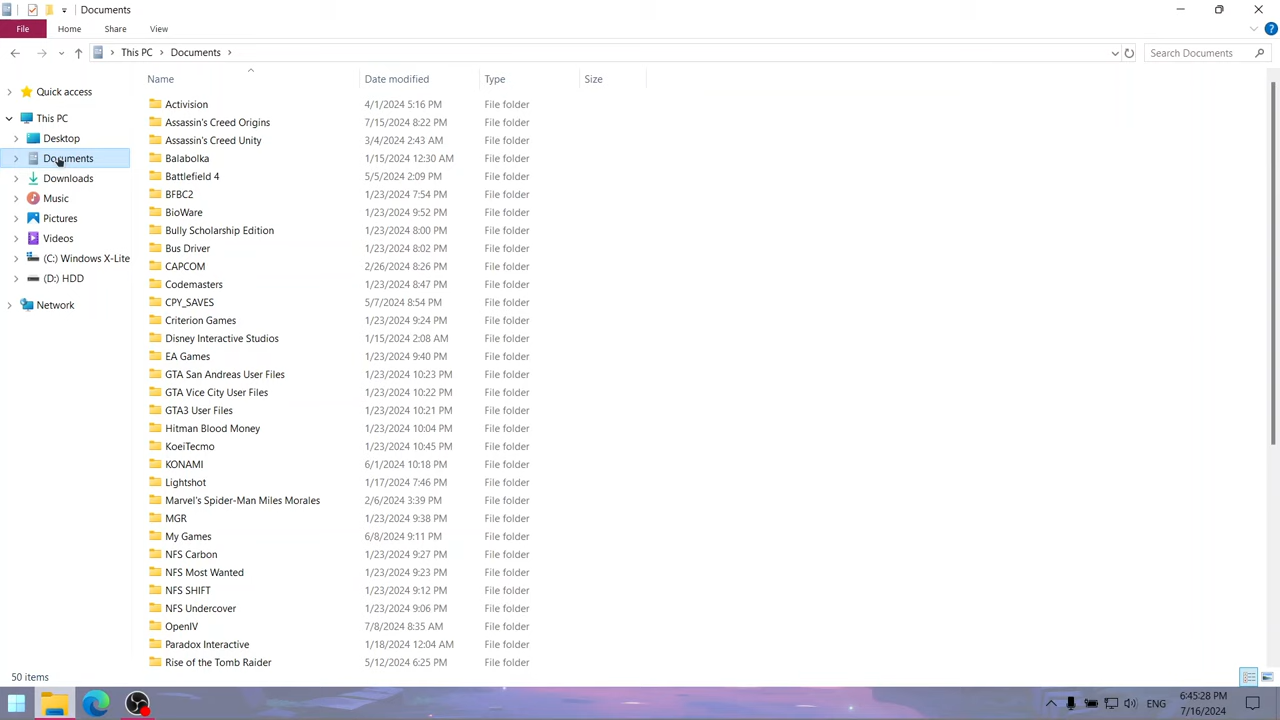 Documents
File Home Share View
This PC Documents Search Documents
Name Date modified Type Size
Quick access
This PC
Desktop
Documents
Downloads
Music
Pictures
Videos
(C:) Windows X-Lite
(D:) HDD
Network
Activision 4/1/2024 5:16 PM File folder
Assassin's Creed Origins 7/15/2024 8:22 PM File folder
Assassin's Creed Unity 3/4/2024 2:43 AM File folder
Balabolka 1/15/2024 12:30 AM File folder
Battlefield 4 5/5/2024 2:09 PM File folder
BFBC2 1/23/2024 7:54 PM File folder
BioWare 1/23/2024 9:52 PM File folder
Bully Scholarship Edition 1/23/2024 8:00 PM File folder
Bus Driver 1/23/2024 8:02 PM File folder
CAPCOM 2/26/2024 8:26 PM File folder
Codemasters 1/23/2024 8:47 PM File folder
CPY_SAVES 5/7/2024 8:54 PM File folder
Criterion Games 1/23/2024 9:24 PM File folder
Disney Interactive Studios 1/15/2024 2:08 AM File folder
EA Games 1/23/2024 9:40 PM File folder
GTA San Andreas User Files 1/23/2024 10:23 PM File folder
GTA Vice City User Files 1/23/2024 10:22 PM File folder
GTA3 User Files 1/23/2024 10:21 PM File folder
Hitman Blood Money 1/23/2024 10:04 PM File folder
KoeiTecmo 1/23/2024 10:45 PM File folder
KONAMI 6/1/2024 10:18 PM File folder
Lightshot 1/17/2024 7:46 PM File folder
Marvel's Spider-Man Miles Morales 2/6/2024 3:39 PM File folder
MGR 1/23/2024 9:38 PM File folder
My Games 6/8/2024 9:11 PM File folder
NFS Carbon 1/23/2024 9:27 PM File folder
NFS Most Wanted 1/23/2024 9:23 PM File folder
NFS SHIFT 1/23/2024 9:12 PM File folder
NFS Undercover 1/23/2024 9:06 PM File folder
OpenIV 7/8/2024 8:35 AM File folder
Paradox Interactive 1/18/2024 12:04 AM File folder
Rise of the Tomb Raider 5/12/2024 6:25 PM File folder
50 items
ENG
6:45:28 PM
7/16/2024